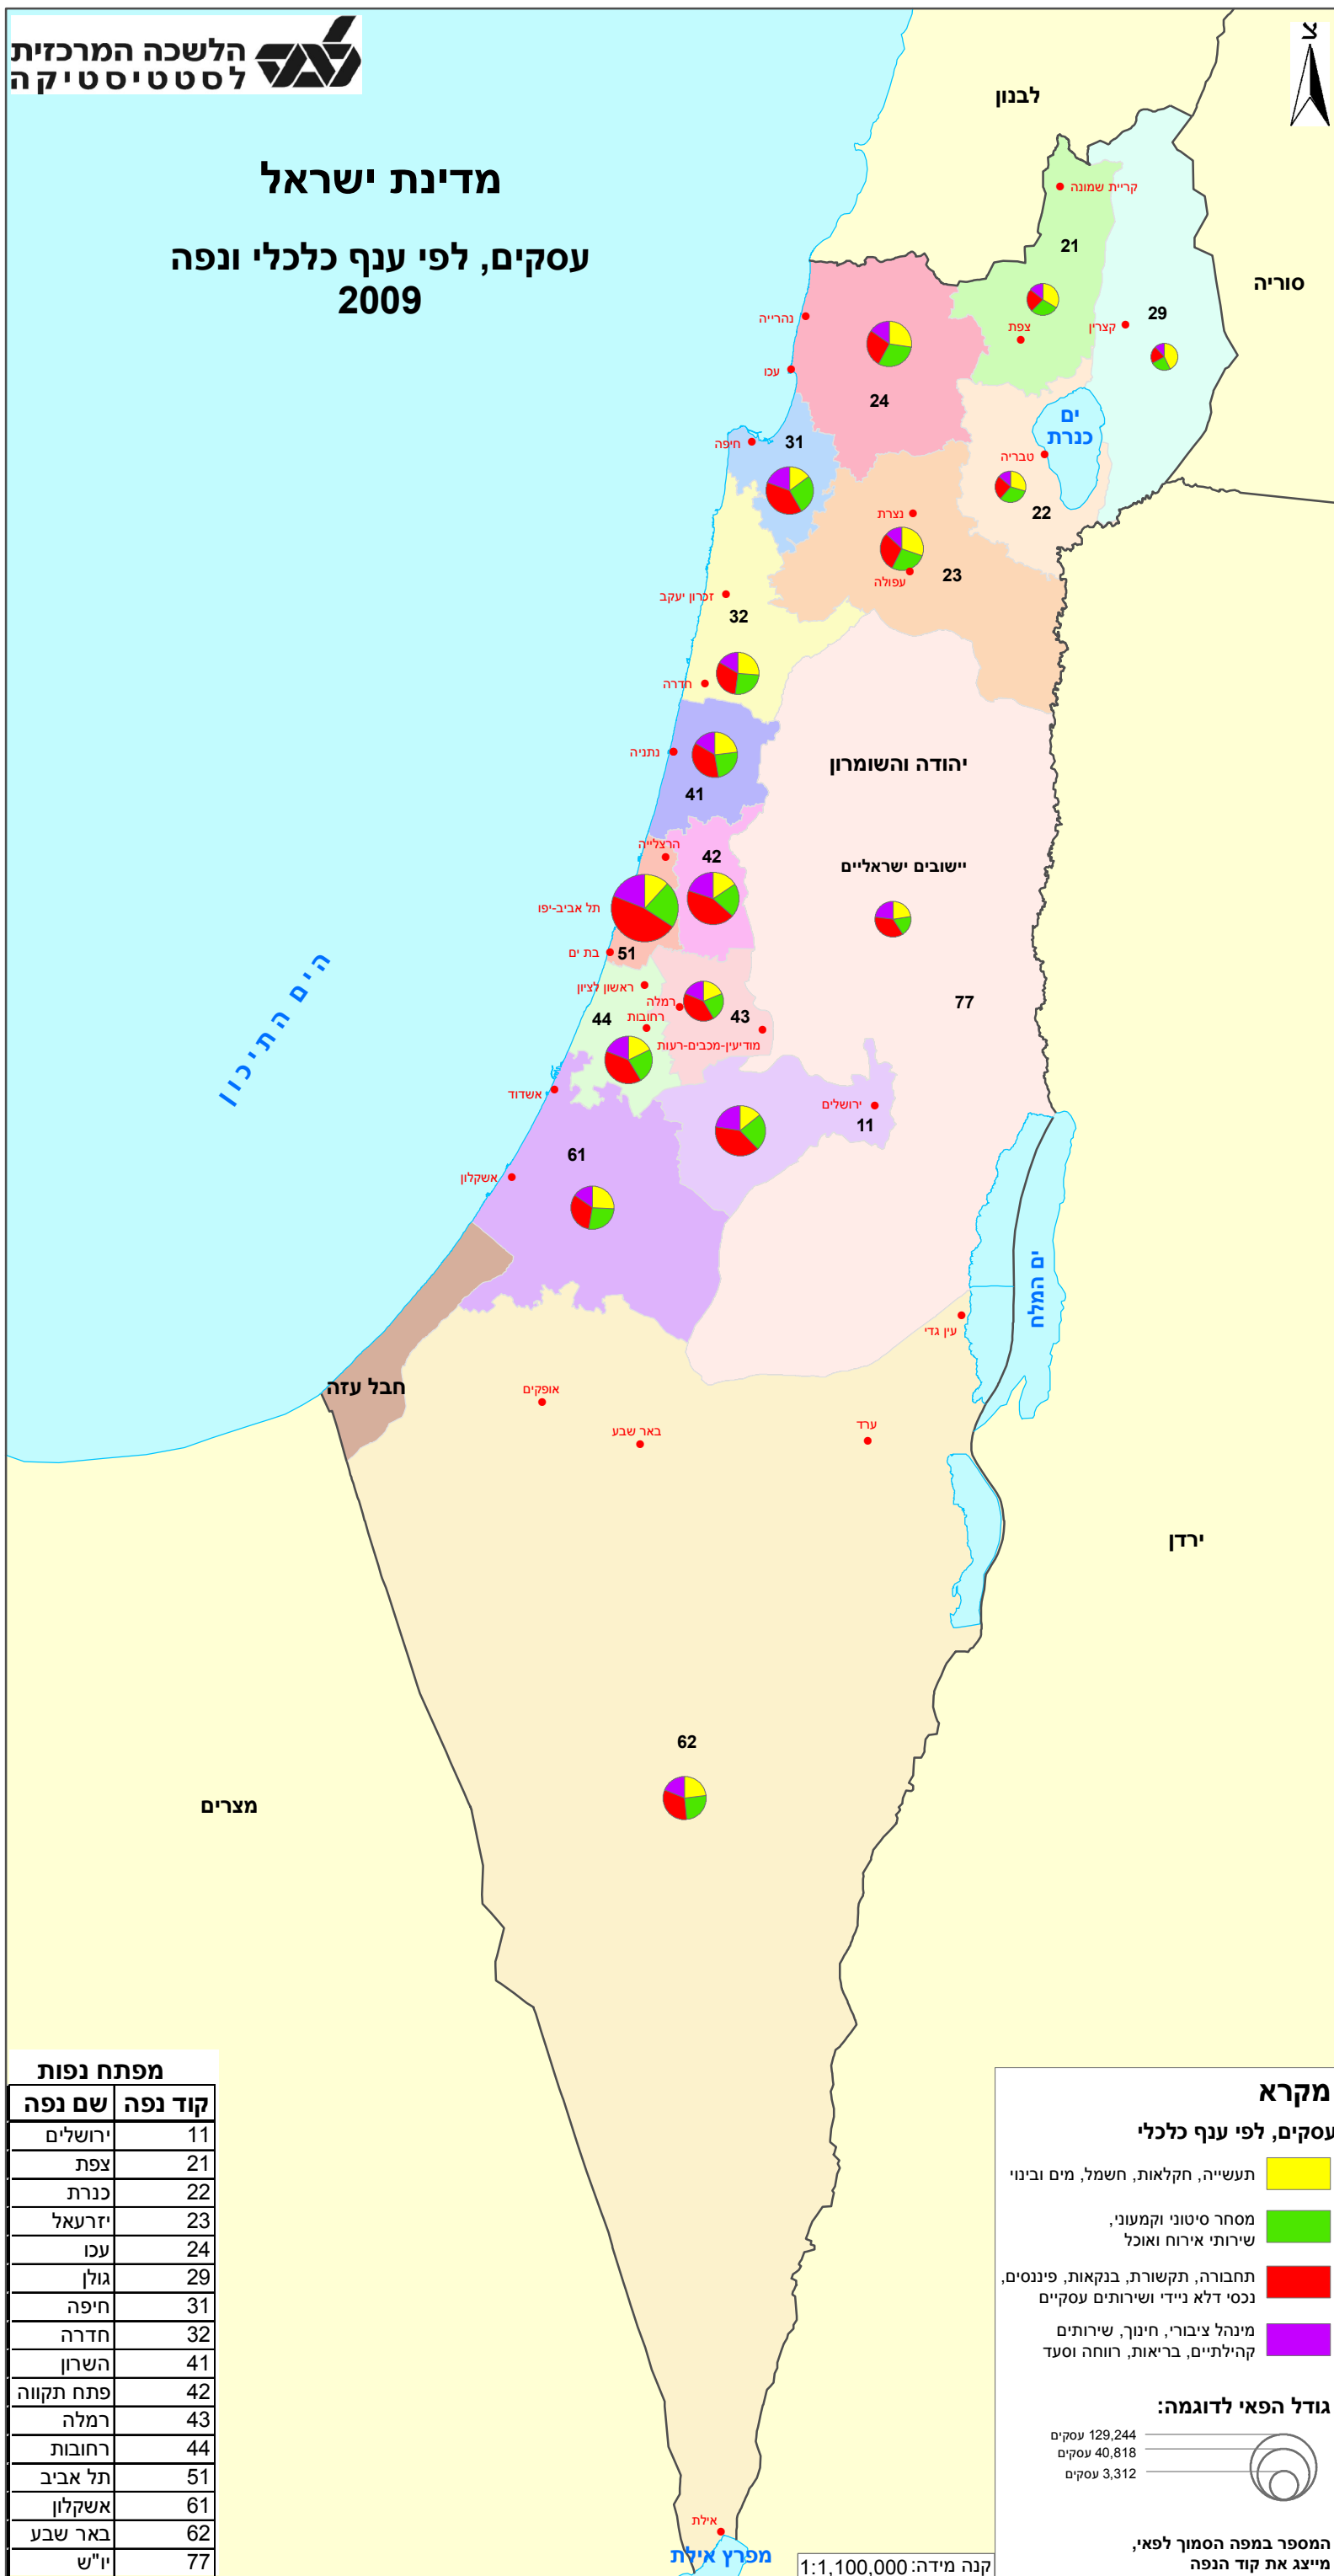 הלשכה המרכזית
לסטטיסטיקה
צ
מדינת ישראל
עסקים, לפי ענף כלכלי ונפה
2009
לבנון
סוריה
קריית שמונה
21
29
צפת
קצרין
נהרייה
עכו
24
ים
כנרת
חיפה
31
טבריה
22
נצרת
עפולה
23
זכרון יעקב
32
חדרה
נתניה
41
יהודה והשומרון
יישובים ישראליים
הרצלייה
42
תל אביב-יפו
בת ים
51
77
הים התיכון
ראשון לציון
רמלה
רחובות
44
43
מודיעין-מכבים-רעות
אשדוד
ירושלים
11
61
אשקלון
ים המלח
עין גדי
חבל עזה
אופקים
באר שבע
ערד
ירדן
62
מצרים
אילת
מפרץ אילת
קנה מידה: 1:1,100,000
מפתח נפות
קוד נפה שם נפה
11 ירושלים
21 צפת
22 כנרת
23 יזרעאל
24 עכו
29 גולן
31 חיפה
32 חדרה
41 השרון
42 פתח תקווה
43 רמלה
44 רחובות
51 תל אביב
61 אשקלון
62 באר שבע
77 יו"ש
מקרא
עסקים, לפי ענף כלכלי
תעשייה, חקלאות, חשמל, מים ובינוי
מסחר סיטוני וקמעוני,
שירותי אירוח ואוכל
תחבורה, תקשורת, בנקאות, פיננסים,
נכסי דלא ניידי ושירותים עסקיים
מינהל ציבורי, חינוך, שירותים
קהילתיים, בריאות, רווחה וסעד
גודל הפאי לדוגמה:
129,244 עסקים
40,818 עסקים
3,312 עסקים
המספר במפה הסמוך לפאי,
מייצג את קוד הנפה